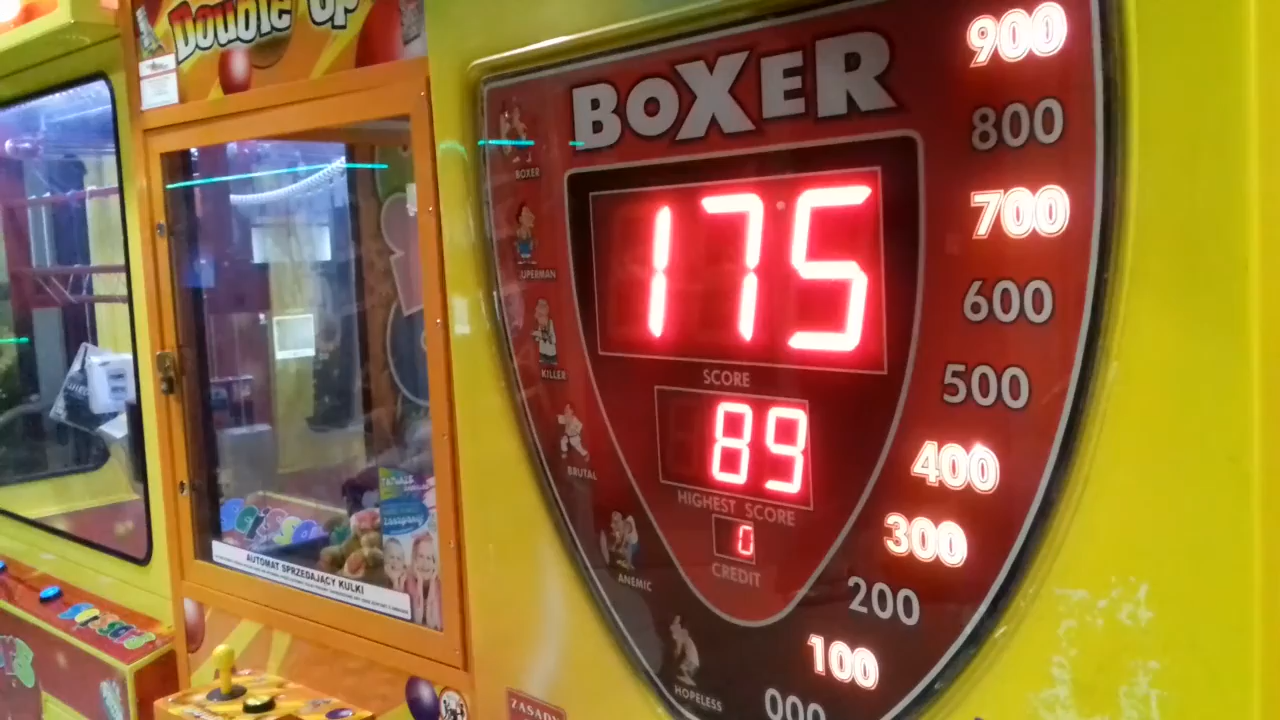 Double Up
AUTOMAT SPRZEDAJĄCY KULKI
BOXER
175
SCORE
89
HIGHEST SCORE
0
CREDIT
BOXER
SUPERMAN
KILLER
BRUTAL
ANEMIC
HOPELESS
900
800
700
600
500
400
300
200
100
000